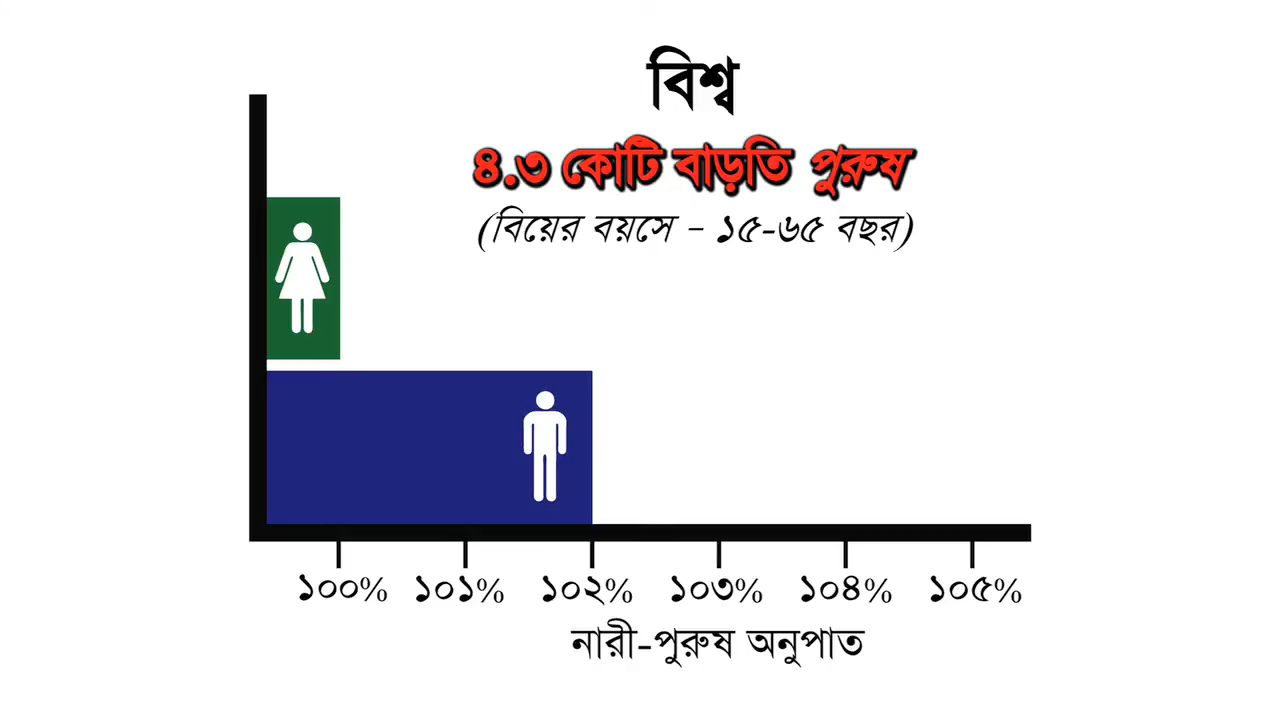 বিশ্ব
৪.৩ কোটি বাড়তি পুরুষ
(বিয়ের বয়সে - ১৫-৬৫ বছর)
১০০% ১০১% ১০২% ১০৩% ১০৪% ১০৫%
নারী-পুরুষ অনুপাত